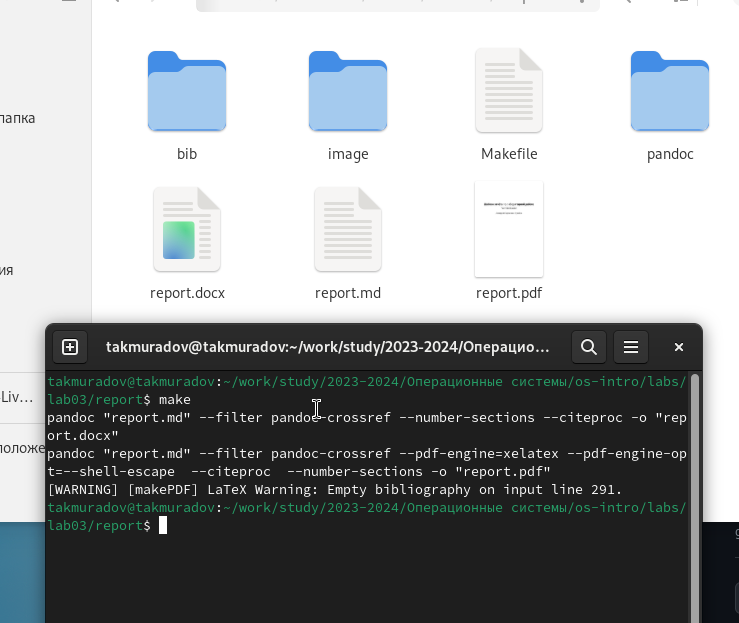 bib
image
Makefile
pandoc
папка
report.docx
report.md
report.pdf
ия
takmuradov@takmuradov:~/work/study/2023-2024/Операцио…
-Liv…
положе
takmuradov@takmuradov:~/work/study/2023-2024/Операционные системы/os-intro/labs/
lab03/report$ make
pandoc "report.md" --filter pandoc-crossref --number-sections --citeproc -o "rep
ort.docx"
pandoc "report.md" --filter pandoc-crossref --pdf-engine=xelatex --pdf-engine-op
t=--shell-escape  --citeproc  --number-sections -o "report.pdf"
[WARNING] [makePDF] LaTeX Warning: Empty bibliography on input line 291.
takmuradov@takmuradov:~/work/study/2023-2024/Операционные системы/os-intro/labs/
lab03/report$